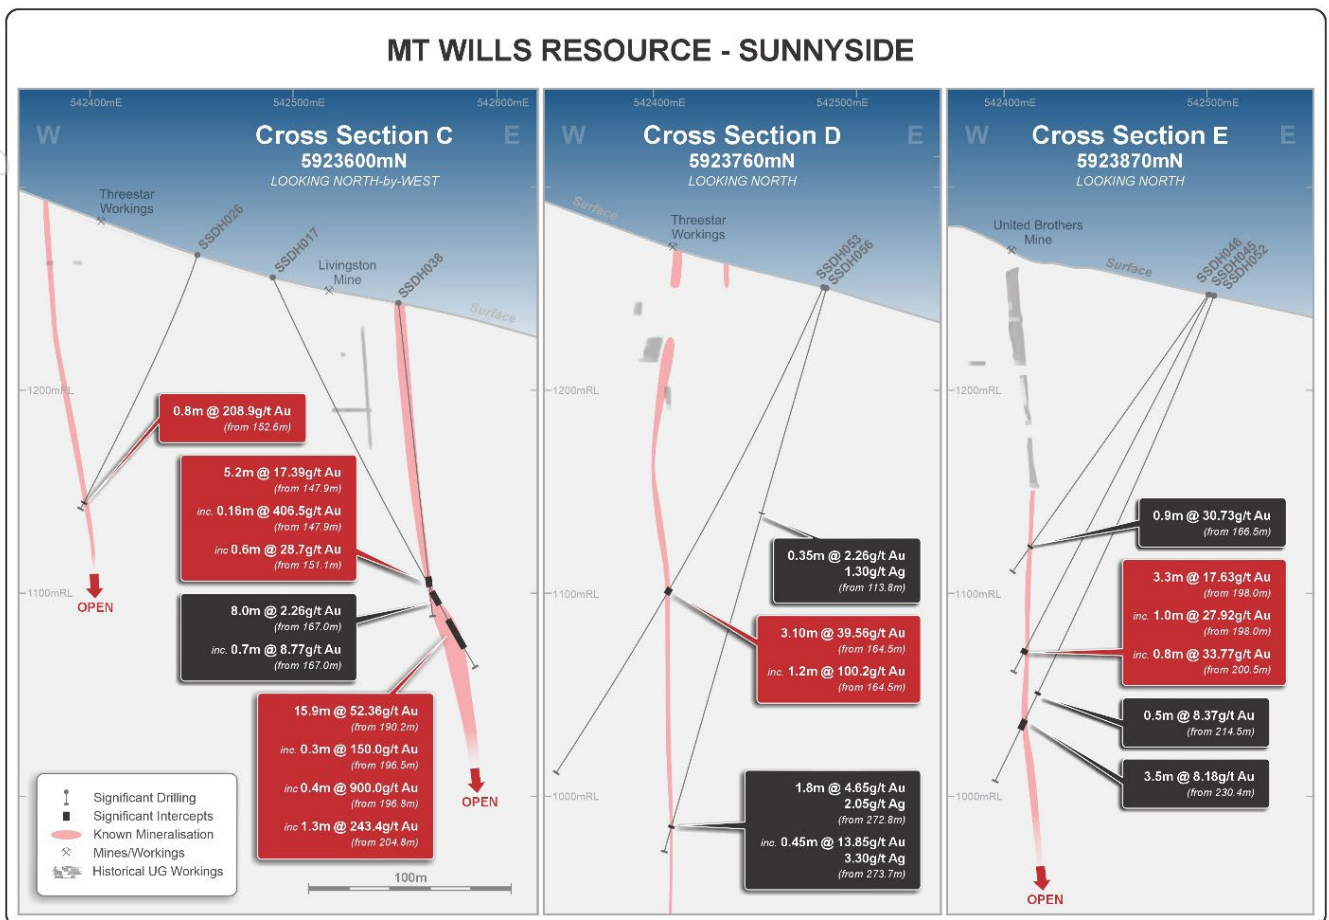 MT WILLS RESOURCE - SUNNYSIDE
542400mE
542500mE
542600mE
W
Cross Section C
E
5923600mN
LOOKING NORTH-by-WEST
Threestar
Workings
SSDH026
SSDH017
Livingston
Mine
SSDH038
Surface
1200mRL
0.8m @ 208.9g/t Au
(from 152.6m)
5.2m @ 17.39g/t Au
(from 147.9m)
inc. 0.16m @ 406.5g/t Au
(from 147.9m)
inc 0.6m @ 28.7g/t Au
(from 151.1m)
1100mRL
OPEN
8.0m @ 2.26g/t Au
(from 167.0m)
inc. 0.7m @ 8.77g/t Au
(from 167.0m)
15.9m @ 52.36g/t Au
(from 190.2m)
inc. 0.3m @ 150.0g/t Au
(from 196.5m)
inc. 0.4m @ 900.0g/t Au
(from 196.8m)
inc 1.3m @ 243.4g/t Au
(from 204.8m)
OPEN
Significant Drilling
Significant Intercepts
Known Mineralisation
Mines/Workings
Historical UG Workings
100m
542400mE
542500mE
W
Cross Section D
E
5923760mN
LOOKING NORTH
Surface
Threestar
Workings
SSDH053
SSDH056
1200mRL
0.35m @ 2.26g/t Au
1.30g/t Ag
(from 113.8m)
1100mRL
3.10m @ 39.56g/t Au
(from 164.5m)
inc. 1.2m @ 100.2g/t Au
(from 164.5m)
1000mRL
1.8m @ 4.65g/t Au
2.05g/t Ag
(from 272.8m)
inc. 0.45m @ 13.85g/t Au
3.30g/t Ag
(from 273.7m)
542400mE
542500mE
W
Cross Section E
E
5923870mN
LOOKING NORTH
United Brothers
Mine
Surface
SSDH046
SSDH045
SSDH052
1200mRL
0.9m @ 30.73g/t Au
(from 166.5m)
1100mRL
3.3m @ 17.63g/t Au
(from 198.0m)
inc. 1.0m @ 27.92g/t Au
(from 198.0m)
inc. 0.8m @ 33.77g/t Au
(from 200.5m)
0.5m @ 8.37g/t Au
(from 214.5m)
3.5m @ 8.18g/t Au
(from 230.4m)
1000mRL
OPEN